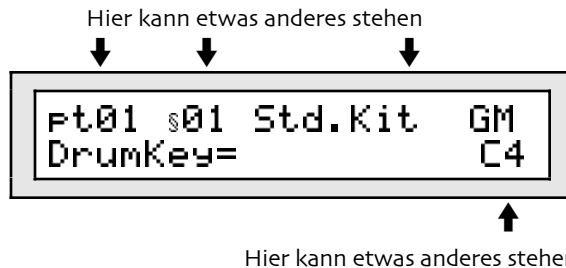 Hier kann etwas anderes stehen
pt01 §01 Std.Kit GM
DrumKey= C4
Hier kann etwas anderes stehen